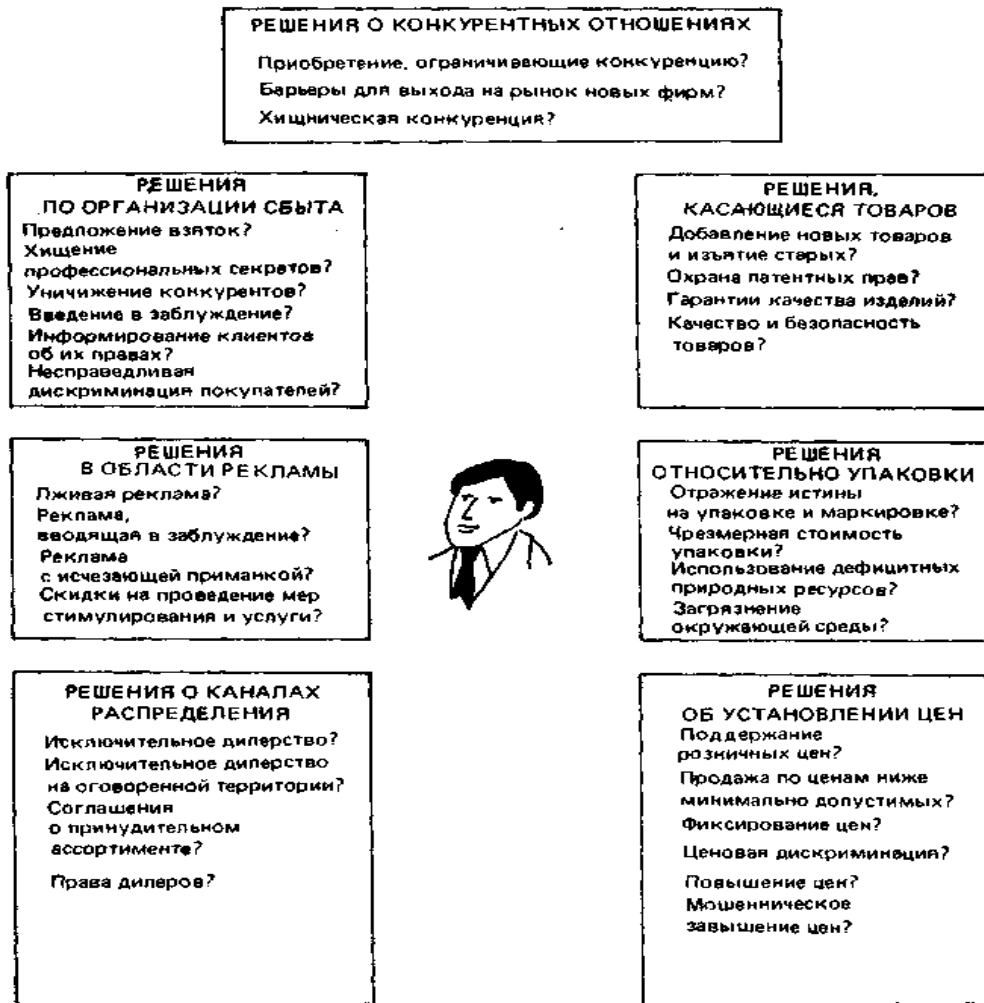 РЕШЕНИЯ О КОНКУРЕНТНЫХ ОТНОШЕНИЯХ
Приобретение, ограничивающие конкуренцию?
Барьеры для выхода на рынок новых фирм?
Хищническая конкуренция?
РЕШЕНИЯ
ПО ОРГАНИЗАЦИИ СБЫТА
Предложение взяток?
Хищение
профессиональных секратов?
Уничижение конкурентов?
Введение в заблуждение?
Информирование клиентов
об их правах?
Несправедливая
дискриминация покупателей?
РЕШЕНИЯ,
КАСАЮЩИЕСЯ ТОВАРОВ
Добавление новых товаров
и изъятие старых?
Охрана патентных прав?
Гарантии качества изделий?
Качество и безопасность
товаров?
РЕШЕНИЯ
В ОБЛАСТИ РЕКЛАМЫ
Лживая реклама?
Реклама,
вводящая в заблуждение?
Реклама
с исчезающей приманкой?
Скидки на проведение мер
стимулирования и услуги?
РЕШЕНИЯ
ОТНОСИТЕЛЬНО УПАКОВКИ
Отражение истины
на упаковке и маркировке?
Чрезмерная стоимость
упаковки?
Использование дефицитных
природных ресурсов?
Загрязнение
окружающей среды?
РЕШЕНИЯ О КАНАЛАХ
РАСПРЕДЕЛЕНИЯ
Исключительное дилерство?
Исключительное дилерство
на оговоренной территории?
Соглашения
о принудительном
ассортименте?
Права дилеров?
РЕШЕНИЯ
ОБ УСТАНОВЛЕНИИ ЦЕН
Поддержание
розничных цен?
Продажа по ценам ниже
минимально допустимых?
Фиксирование цен?
Ценовая дискриминация?
Повышение цен?
Мошенническое
завышение цен?